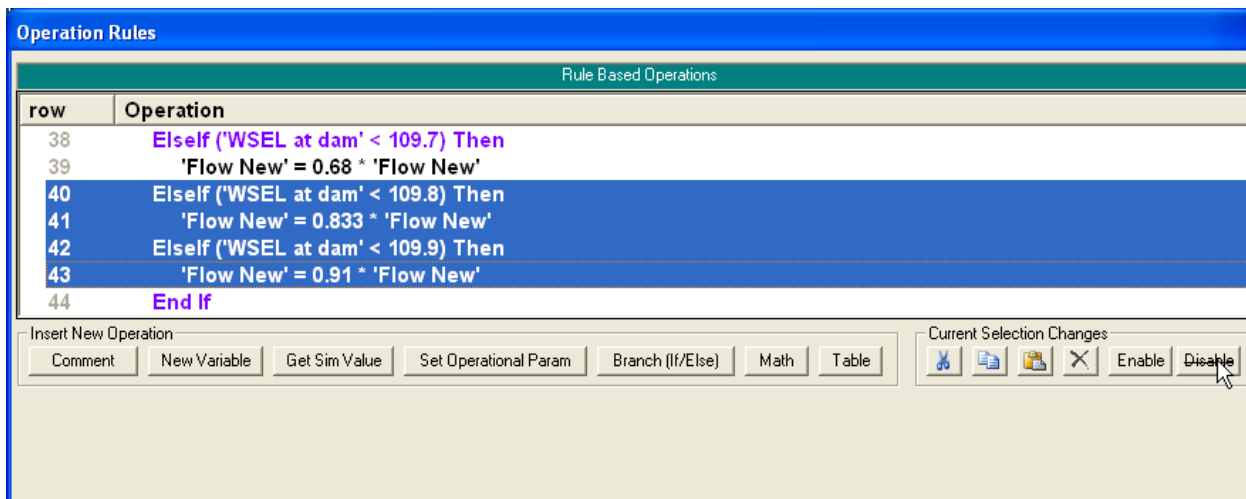 Operation Rules
Rule Based Operations
row Operation
38 ElseIf ('WSEL at dam' < 109.7) Then
39 'Flow New' = 0.68 * 'Flow New'
40 ElseIf ('WSEL at dam' < 109.8) Then
41 'Flow New' = 0.833 * 'Flow New'
42 ElseIf ('WSEL at dam' < 109.9) Then
43 'Flow New' = 0.91 * 'Flow New'
44 End If
Insert New Operation Current Selection Changes
Comment New Variable Get Sim Value Set Operational Param Branch (If/Else) Math Table Enable Disable